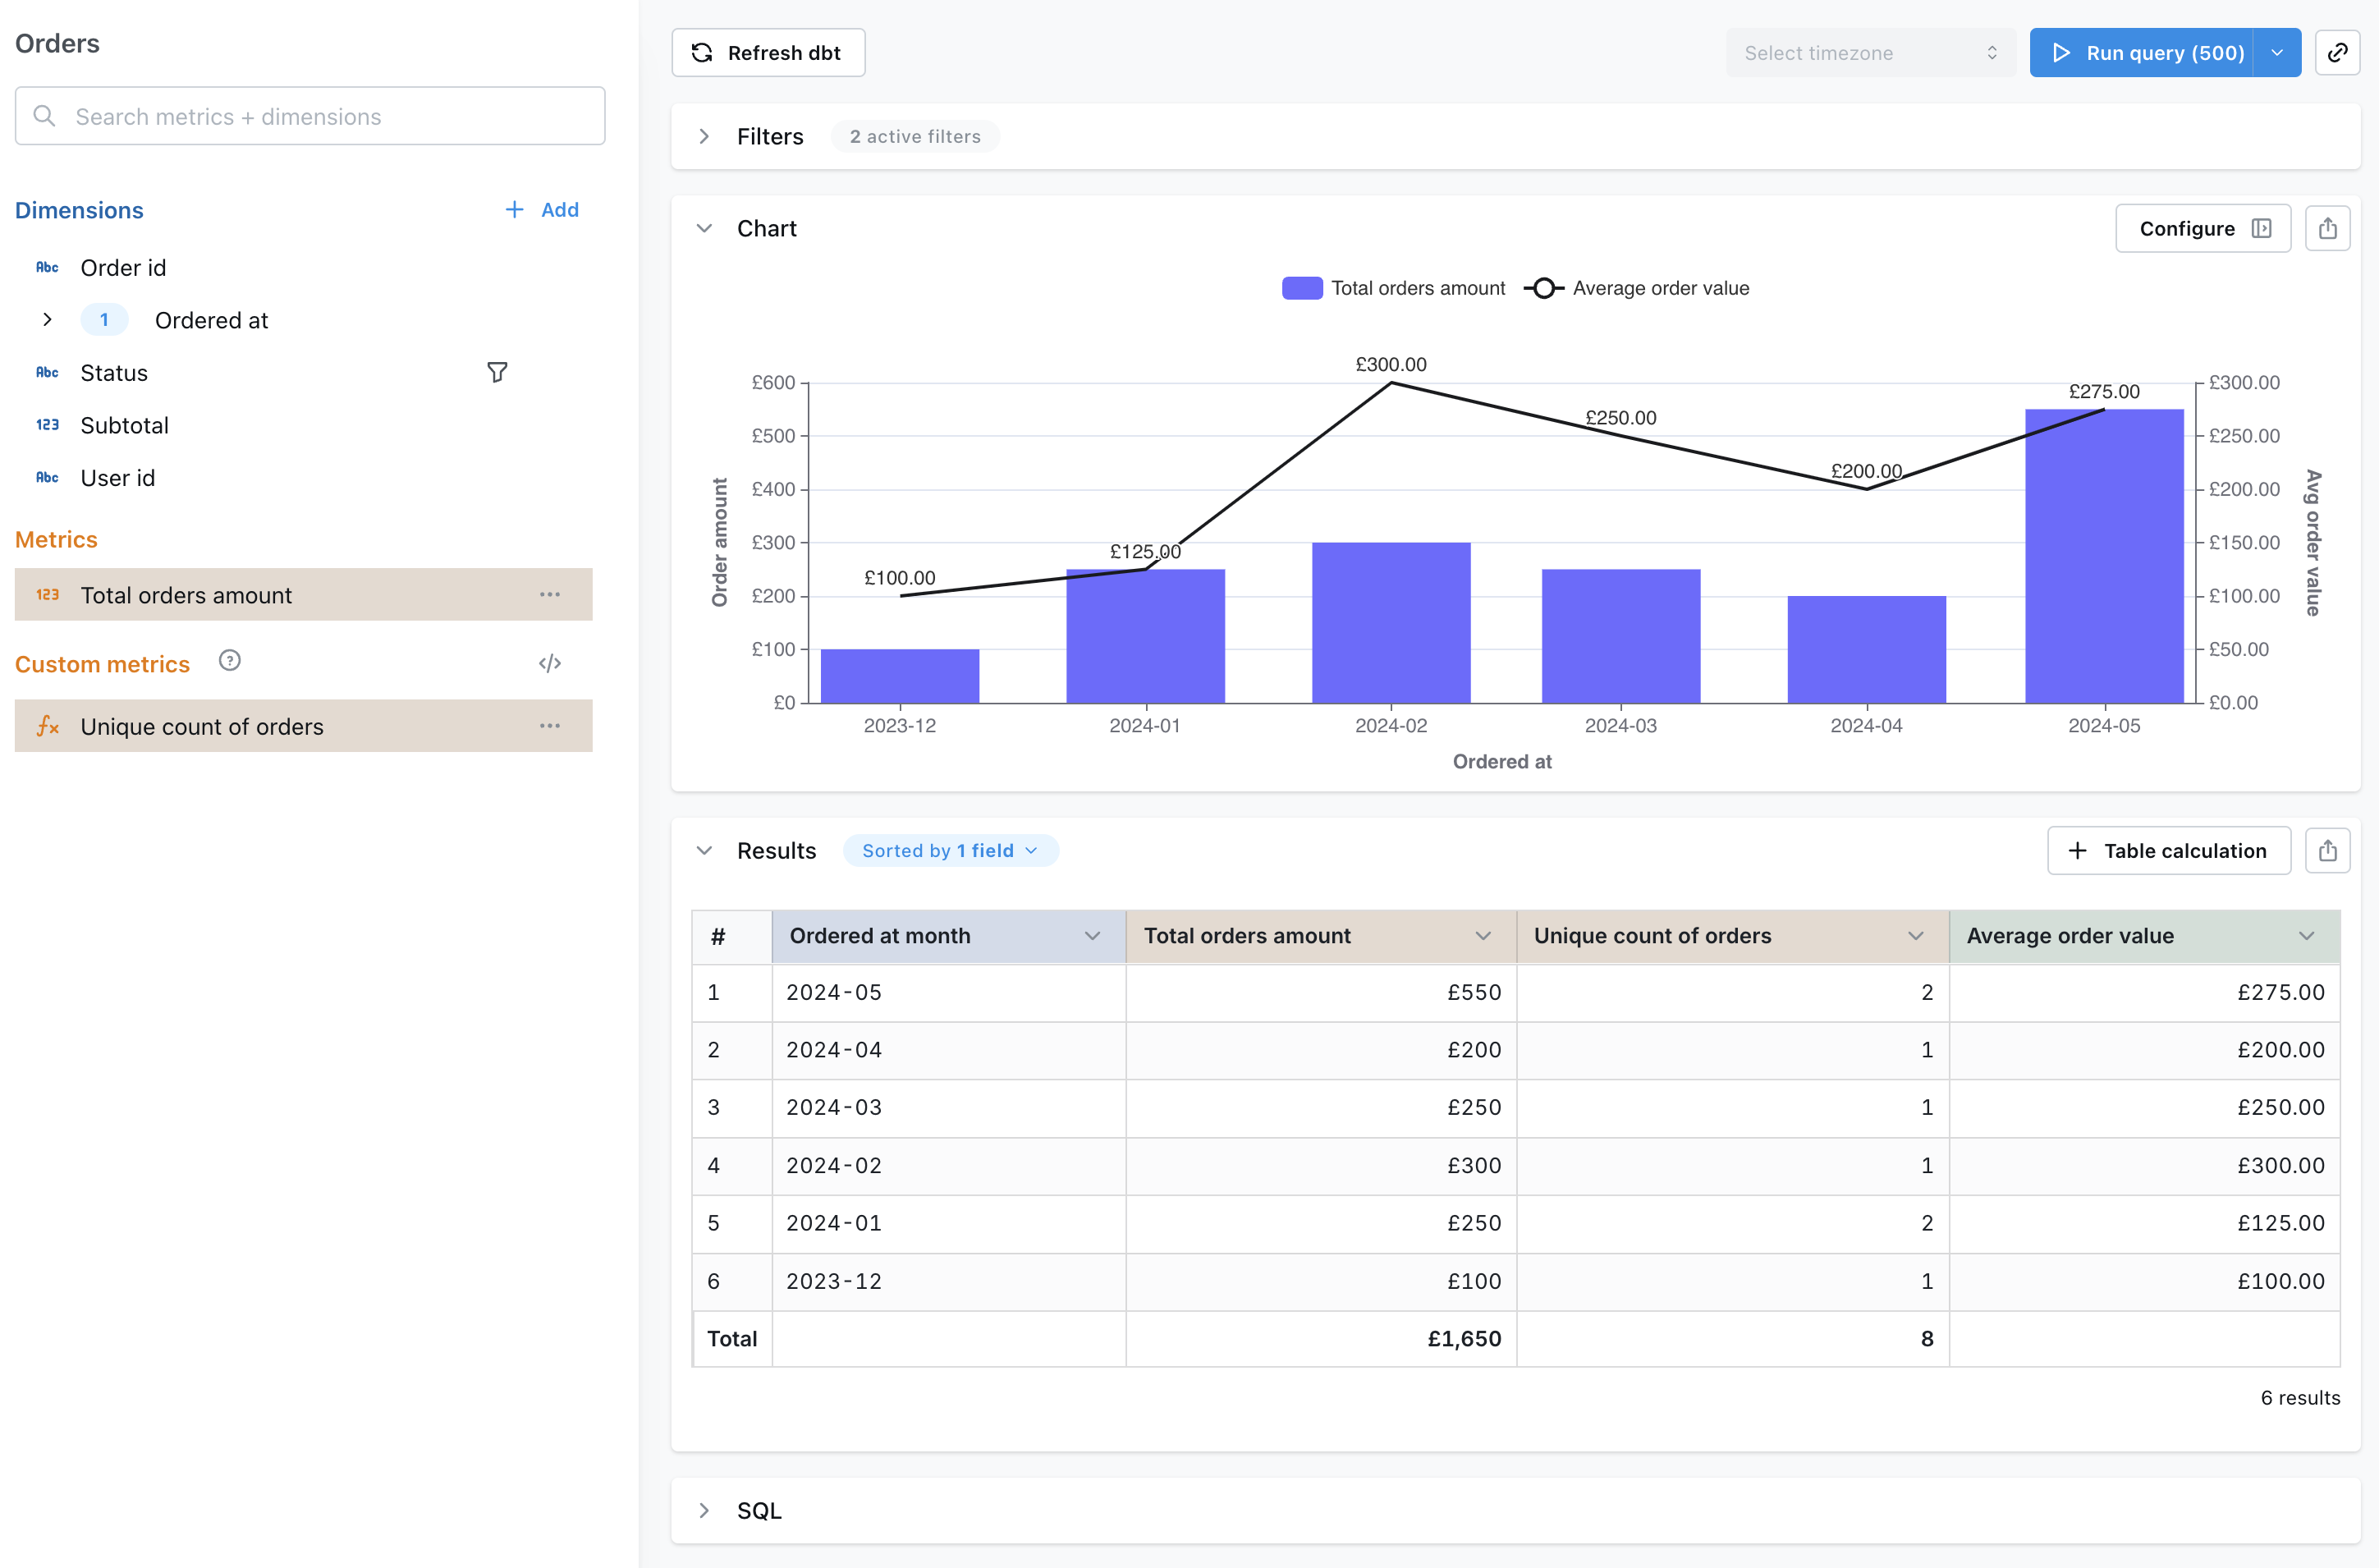 Orders
Search metrics + dimensions
Dimensions
Add
Abc Order id
1 Ordered at
Abc Status
123 Subtotal
Abc User id
Metrics
123 Total orders amount
Custom metrics ?
fx Unique count of orders
Refresh dbt
Select timezone
Run query (500)
Filters 2 active filters
Chart
Configure
Total orders amount Average order value
£600
£500
£400
£300
£200
£100
£0
Order amount
£100.00
£125.00
£300.00
£250.00
£200.00
£275.00
£300.00
£250.00
£200.00
£150.00
£100.00
£50.00
£0.00
Avg order value
2023-12 2024-01 2024-02 2024-03 2024-04 2024-05
Ordered at
Results Sorted by 1 field
Table calculation
# Ordered at month Total orders amount Unique count of orders Average order value
1 2024-05 £550 2 £275.00
2 2024-04 £200 1 £200.00
3 2024-03 £250 1 £250.00
4 2024-02 £300 1 £300.00
5 2024-01 £250 2 £125.00
6 2023-12 £100 1 £100.00
Total £1,650 8
6 results
SQL